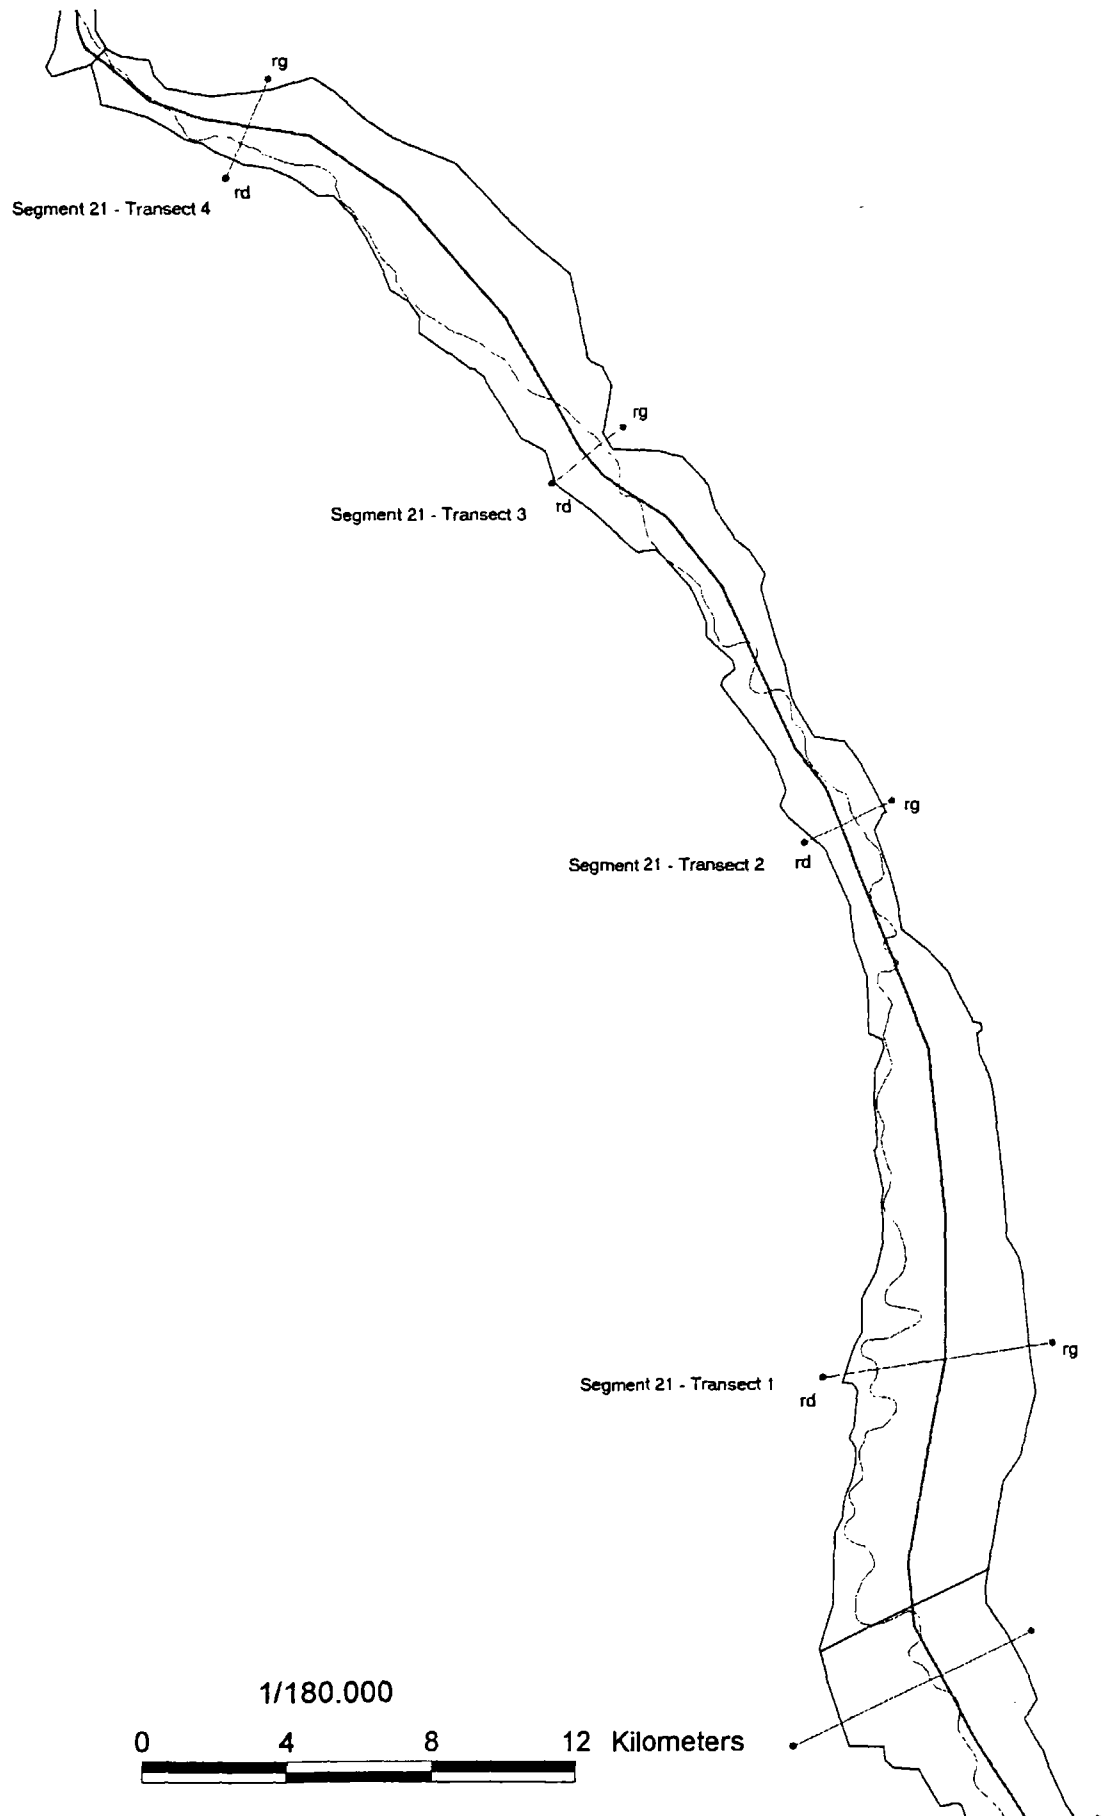 rg
rd
Segment 21 - Transect 4
rg
rd
Segment 21 - Transect 3
rg
rd
Segment 21 - Transect 2
rg
Segment 21 - Transect 1
rd
1/180.000
0 4 8 12 Kilometers